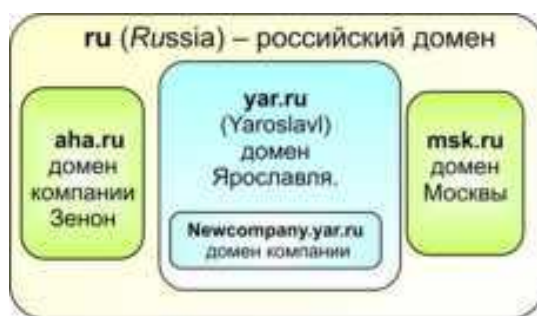 ru (Russia) – российский домен
aha.ru
домен
компании
Зенон
yar.ru
(Yaroslavl)
домен
Ярославля.
Newcompany.yar.ru
домен компании
msk.ru
домен
Москвы